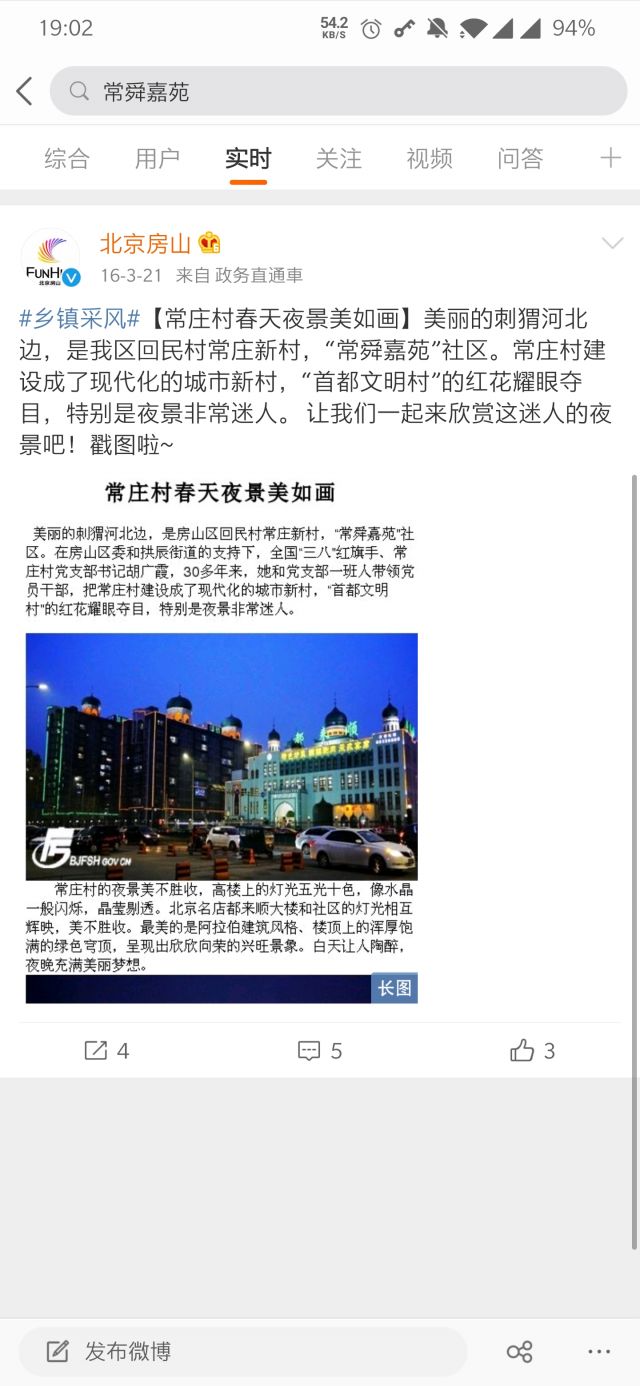 19:02
54.2
KB/S
94%
常舜嘉苑
综合 用户 实时 关注 视频 问答
FUNHI
北京房山
北京房山
16-3-21 来自 政务直通車
#乡镇采风#【常庄村春天夜景美如画】美丽的刺猬河北
边，是我区回民村常庄新村，“常舜嘉苑”社区。常庄村建
设成了现代化的城市新村，“首都文明村”的红花耀眼夺
目，特别是夜景非常迷人。 让我们一起来欣赏这迷人的夜
景吧！戳图啦~
常庄村春天夜景美如画
美丽的刺猬河北边，是房山区回民村常庄新村，“常舜嘉苑”社
区。在房山区委和拱辰街道的支持下，全国“三八”红旗手、常
庄村党支部书记胡广霞，30多年来，她和党支部一班人带领党
员干部，把常庄村建设成了现代化的城市新村，“首都文明
村”的红花耀眼夺目，特别是夜景非常迷人。
都来顺
BJFSH GOV CN
常庄村的夜景美不胜收，高楼上的灯光五光十色，像水晶
一般闪烁，晶莹剔透。北京名店都来顺大楼和社区的灯光相互
辉映，美不胜收。最美的是阿拉伯建筑风格、楼顶上的浑厚饱
满的绿色穹顶，呈现出欣欣向荣的兴旺景象。白天让人陶醉，
夜晚充满美丽梦想。
长图
4 5 3
发布微博